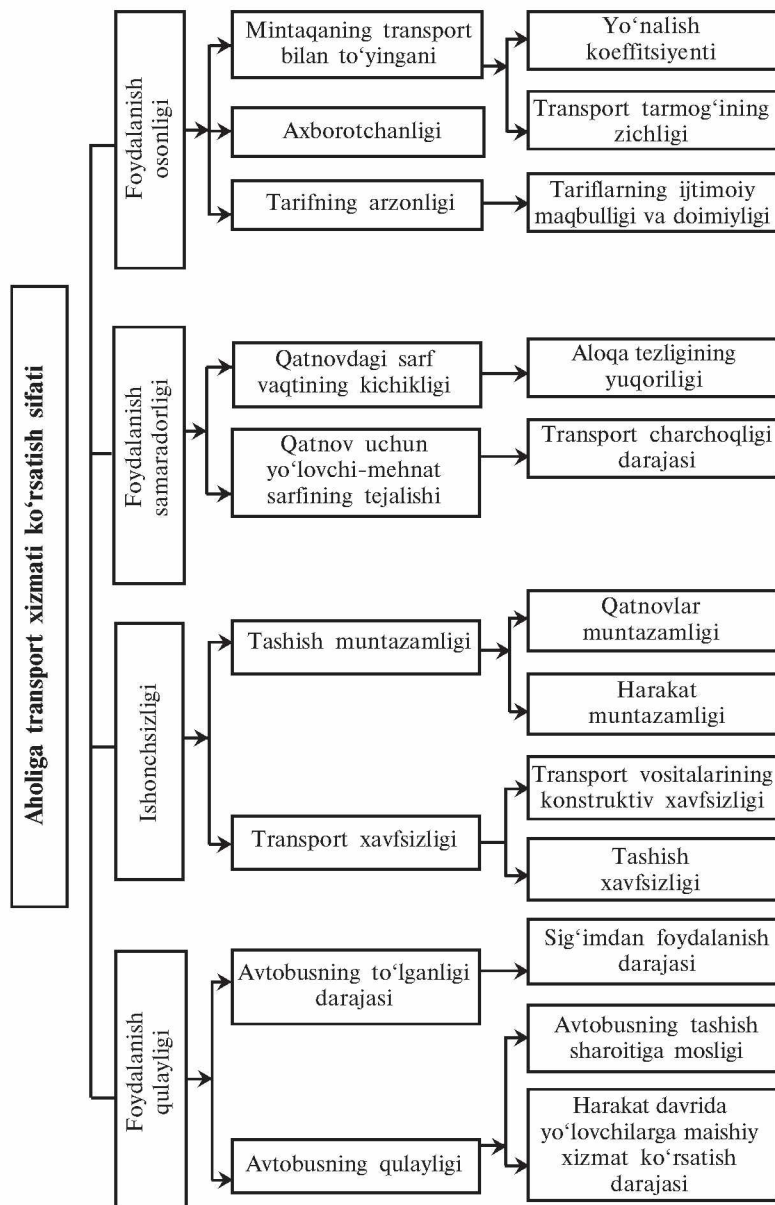 Aholiga transport xizmati ko‘rsatish sifati
Foydalanish
osonligi
Mintaqaning transport
bilan to‘yingani
Yo‘nalish
koeffitsiyenti
Transport tarmog‘ining
zichligi
Axborotchanligi
Tarifning arzonligi
Tariflarning ijtimoiy
maqbulligi va doimiyligi
Foydalanish
samaradorligi
Qatnovdagi sarf
vaqtining kichikligi
Aloqa tezligining
yuqoriligi
Qatnov uchun
yo‘lovchi-mehnat
sarfining tejalishi
Transport charchoqligi
darajasi
Ishonchsizligi
Tashish muntazamligi
Qatnovlar
muntazamligi
Harakat
muntazamligi
Transport xavfsizligi
Transport vositalarining
konstruktiv xavfsizligi
Tashish
xavfsizligi
Foydalanish
qulayligi
Avtobusning to‘lganligi
darajasi
Sig‘imdan foydalanish
darajasi
Avtobusning qulayligi
Avtobusning tashish
sharoitiga mosligi
Harakat davrida
yo‘lovchilarga maishiy
xizmat ko‘rsatish
darajasi